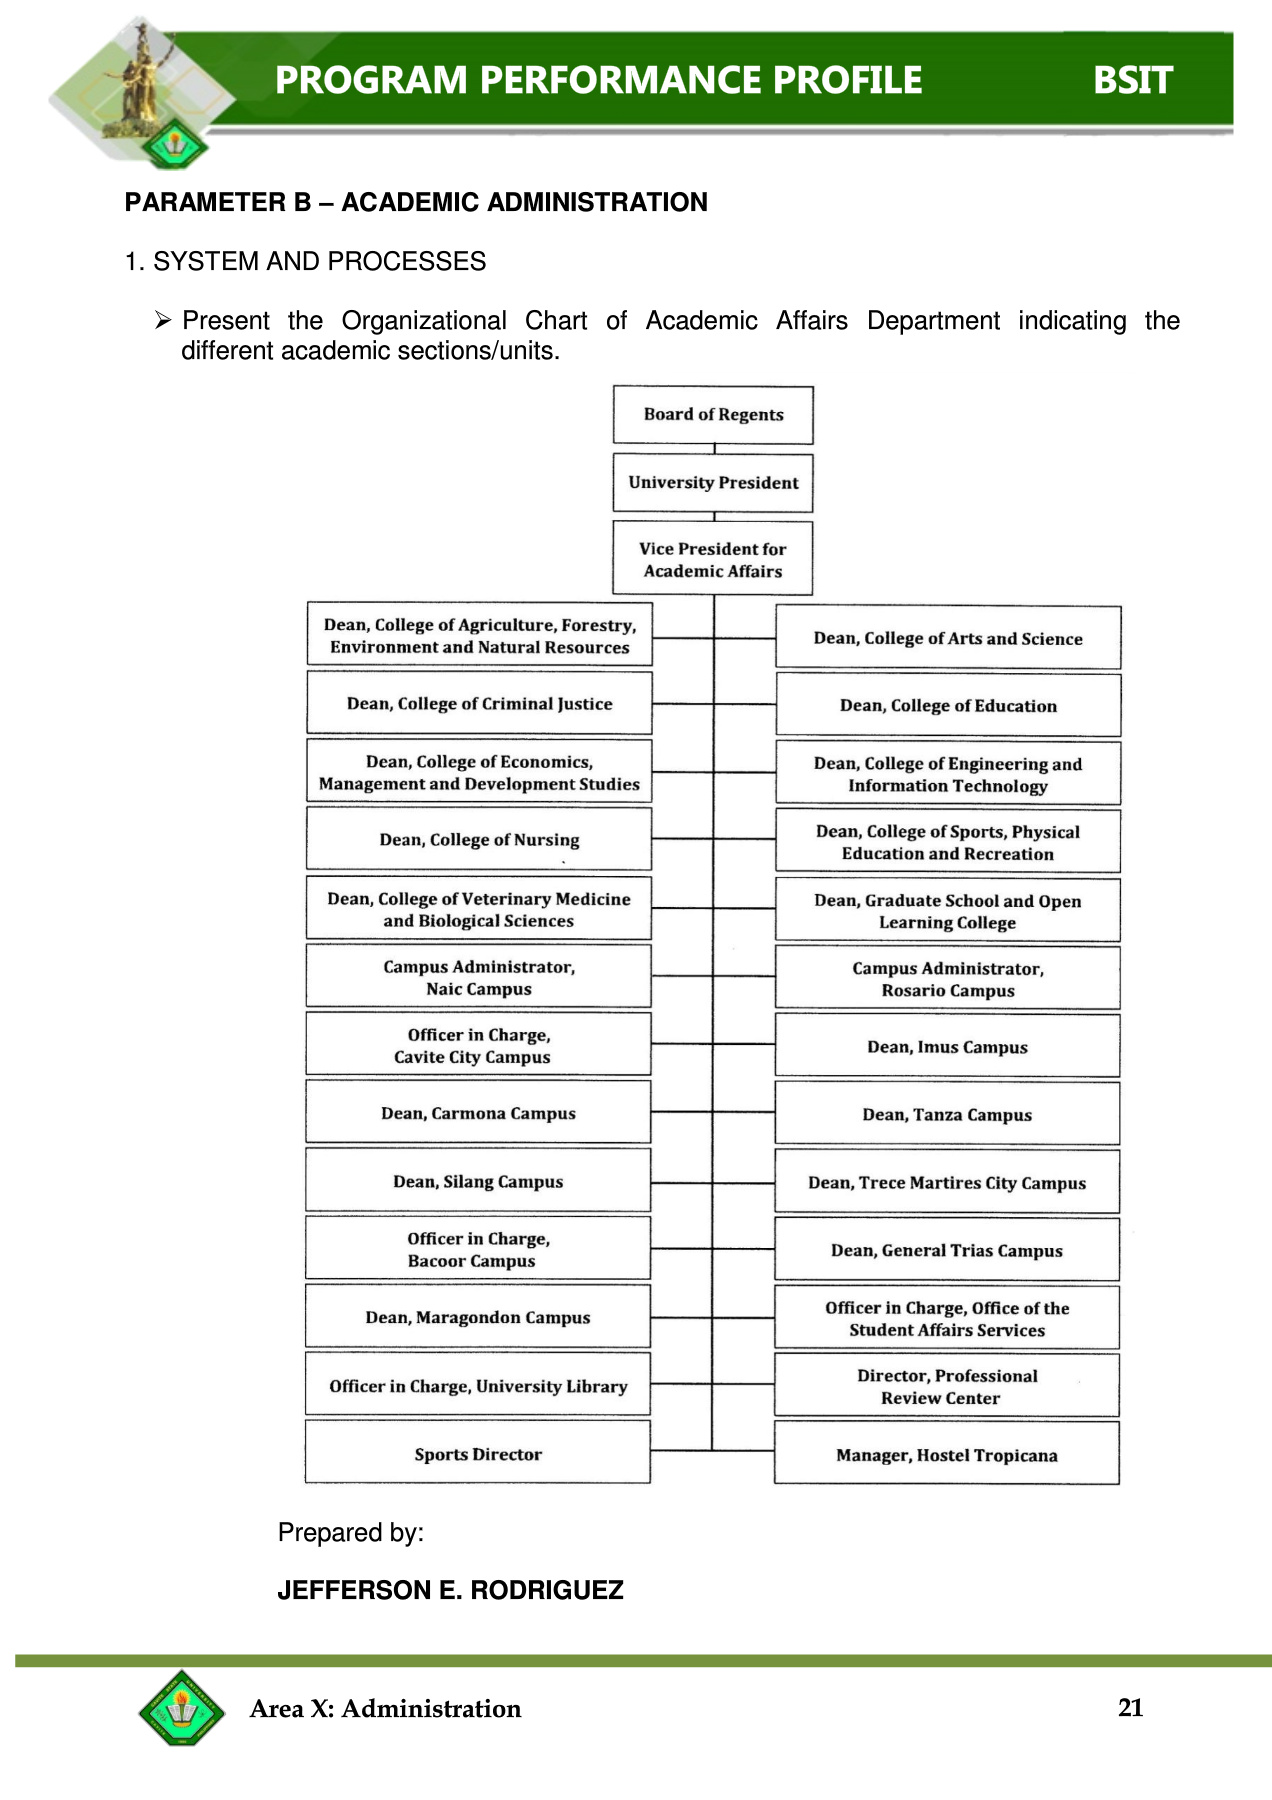 PROGRAM PERFORMANCE PROFILE BSIT
PARAMETER B – ACADEMIC ADMINISTRATION
1. SYSTEM AND PROCESSES
➢ Present the Organizational Chart of Academic Affairs Department indicating the
different academic sections/units.
Board of Regents
University President
Vice President for
Academic Affairs
Dean, College of Agriculture, Forestry,
Environment and Natural Resources
Dean, College of Arts and Science
Dean, College of Criminal Justice
Dean, College of Education
Dean, College of Economics,
Management and Development Studies
Dean, College of Engineering and
Information Technology
Dean, College of Nursing
Dean, College of Sports, Physical
Education and Recreation
Dean, College of Veterinary Medicine
and Biological Sciences
Dean, Graduate School and Open
Learning College
Campus Administrator,
Naic Campus
Campus Administrator,
Rosario Campus
Officer in Charge,
Cavite City Campus
Dean, Imus Campus
Dean, Carmona Campus
Dean, Tanza Campus
Dean, Silang Campus
Dean, Trece Martires City Campus
Officer in Charge,
Bacoor Campus
Dean, General Trias Campus
Dean, Maragondon Campus
Officer in Charge, Office of the
Student Affairs Services
Officer in Charge, University Library
Director, Professional
Review Center
Sports Director
Manager, Hostel Tropicana
Prepared by:
JEFFERSON E. RODRIGUEZ
Area X: Administration 21